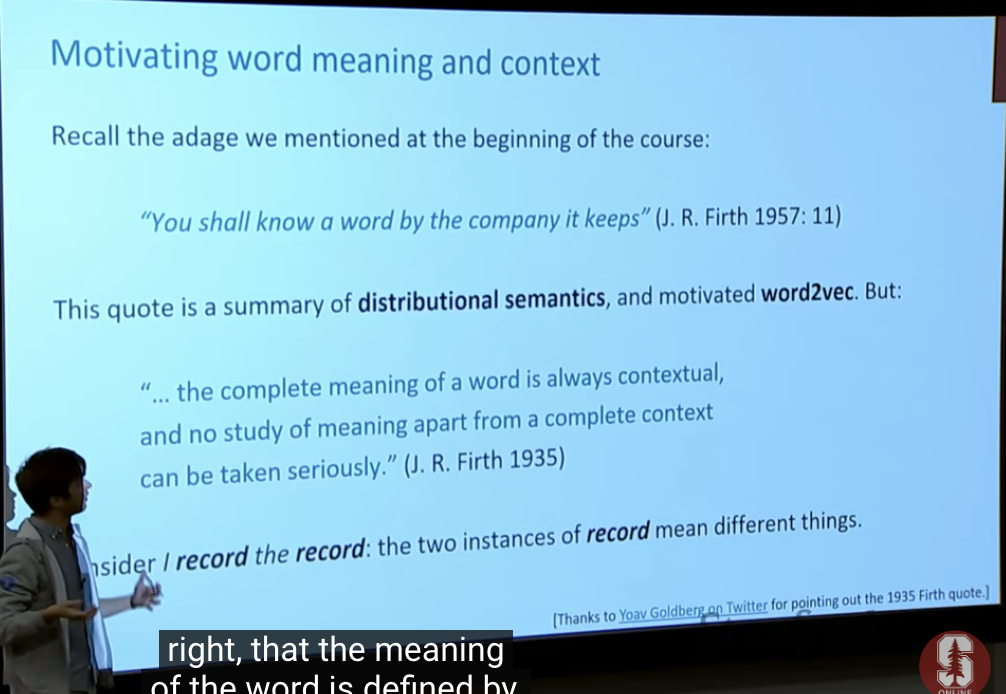 Motivating word meaning and context
Recall the adage we mentioned at the beginning of the course:
“You shall know a word by the company it keeps” (J. R. Firth 1957: 11)
This quote is a summary of distributional semantics, and motivated word2vec. But:
“... the complete meaning of a word is always contextual,
and no study of meaning apart from a complete context
can be taken seriously.” (J. R. Firth 1935)
nsider I record the record: the two instances of record mean different things.
[Thanks to Yoav Goldberg on Twitter for pointing out the 1935 Firth quote.]
right, that the meaning
of the word is defined by
S
ONLINE